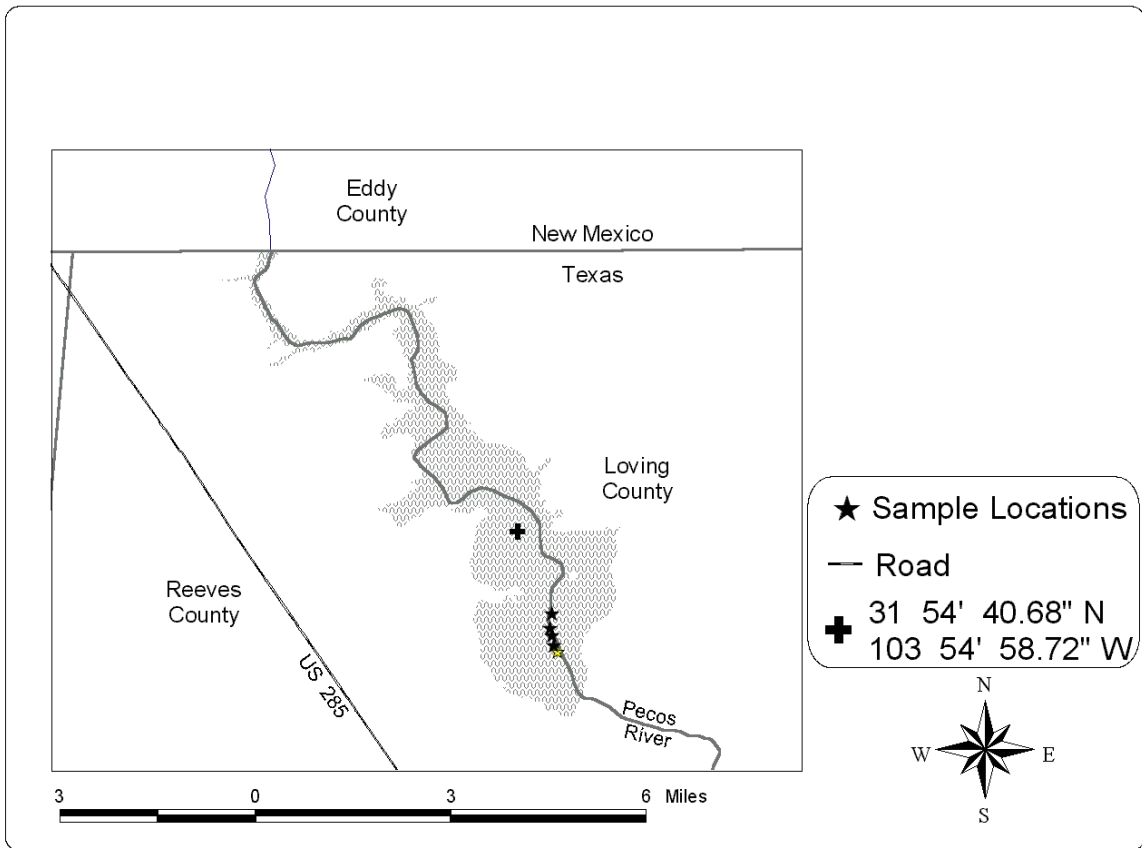 Eddy
County
New Mexico
Texas
Loving
County
Reeves
County
US 285
Pecos
River
★ Sample Locations
Road
31 54' 40.68" N
103 54' 58.72" W
N
W E
S
3 0 3 6 Miles